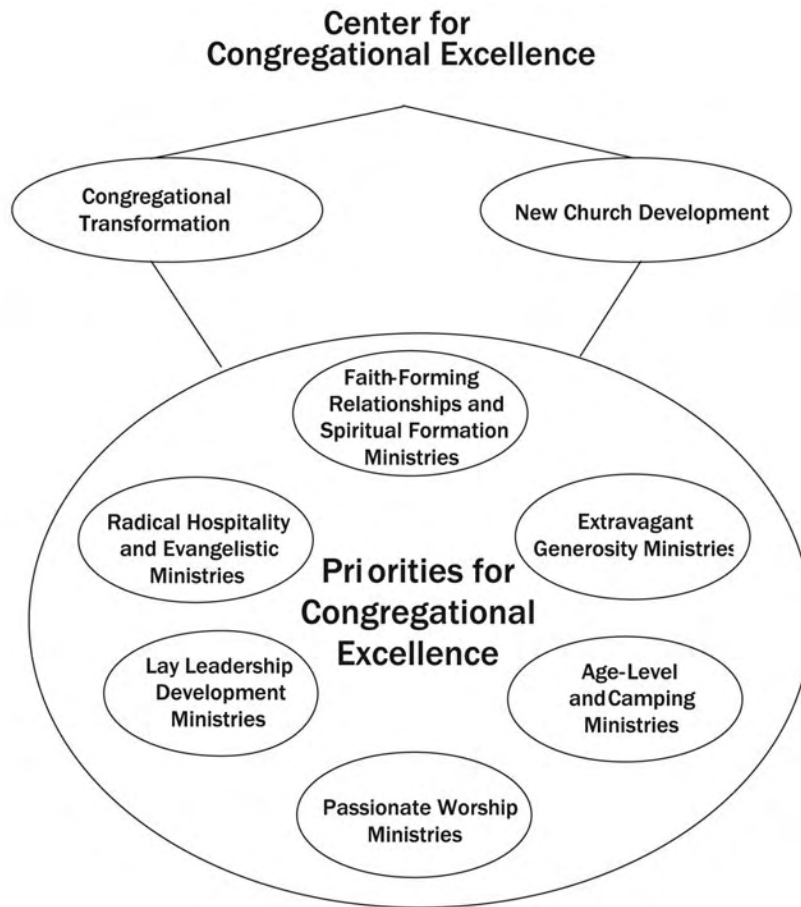 Center for
Congregational Excellence
Congregational
Transformation
New Church Development
Faith-Forming
Relationships and
Spiritual Formation
Ministries
Radical Hospitality
and Evangelistic
Ministries
Extravagant
Generosity Ministries
Priorities for
Congregational
Excellence
Lay Leadership
Development
Ministries
Age-Level
and Camping
Ministries
Passionate Worship
Ministries